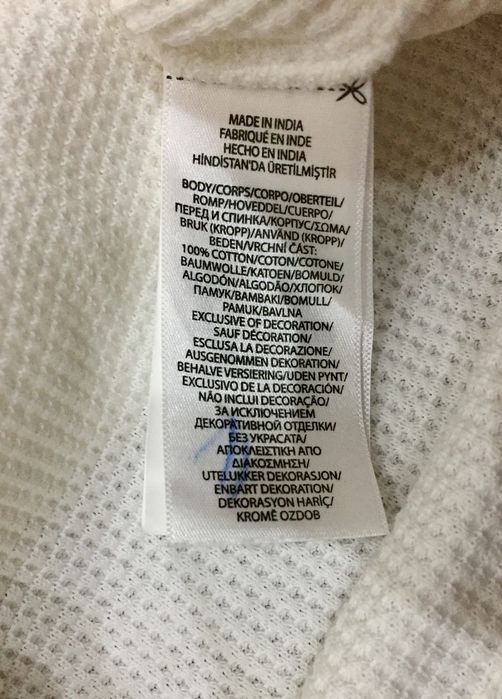 MADE IN INDIA
FABRIQUÉ EN INDE
HECHO EN INDIA
HİNDİSTAN'DA ÜRETİLMİŞTİR
BODY/CORPS/CORPO/OBERTEIL/
ROMP/HOVEDDEL/CUERPO/
ПЕРЕД И СПИНКА/КОРПУС/ΣΩΜΑ/
BRUK (KROPP)/ANVÄND (KROPP)/
BEDEN/VRCHNÍ ČÁST:
100% COTTON/COTON/COTONE/
BAUMWOLLE/KATOEN/BOMULD/
ALGODÓN/ALGODÃO/ХЛОПОК/
ПАМУК/BAMBAKI/BOMULL/
PAMUK/BAVLNA
EXCLUSIVE OF DECORATION/
SAUF DÉCORATION/
ESCLUSA LA DECORAZIONE/
AUSGENOMMEN DEKORATION/
BEHALVE VERSIERING/UDEN PYNT/
EXCLUSIVO DE LA DECORACIÓN/
NÃO INCLUI DECORAÇÃO/
ЗА ИСКЛЮЧЕНИЕМ
ДЕКОРАТИВНОЙ ОТДЕЛКИ/
БЕЗ УКРАСАТА/
ΑΠΟΚΛΕΙΣΤΙΚΗ ΑΠΟ
ΔΙΑΚΟΣΜΗΣΗ/
UTELUKKER DEKORASJON/
ENBART DEKORATION/
DEKORASYON HARİÇ/
KROMĚ OZDOB